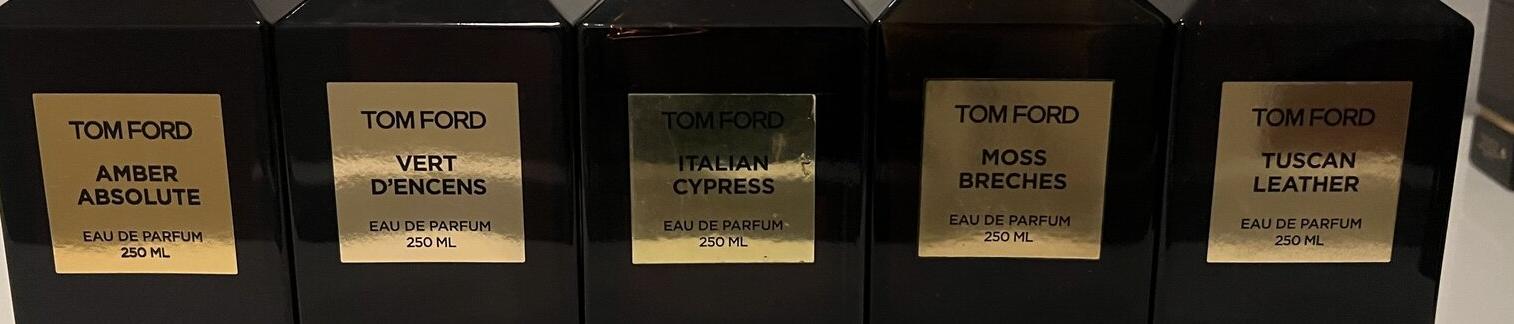 TOM FORD
AMBER
ABSOLUTE
EAU DE PARFUM
250 ML
TOM FORD
VERT
D'ENCENS
EAU DE PARFUM
250 ML
TOM FORD
ITALIAN
CYPRESS
EAU DE PARFUM
250 ML
TOM FORD
MOSS
BRECHES
EAU DE PARFUM
250 ML
TOM FORD
TUSCAN
LEATHER
EAU DE PARFUM
250 ML